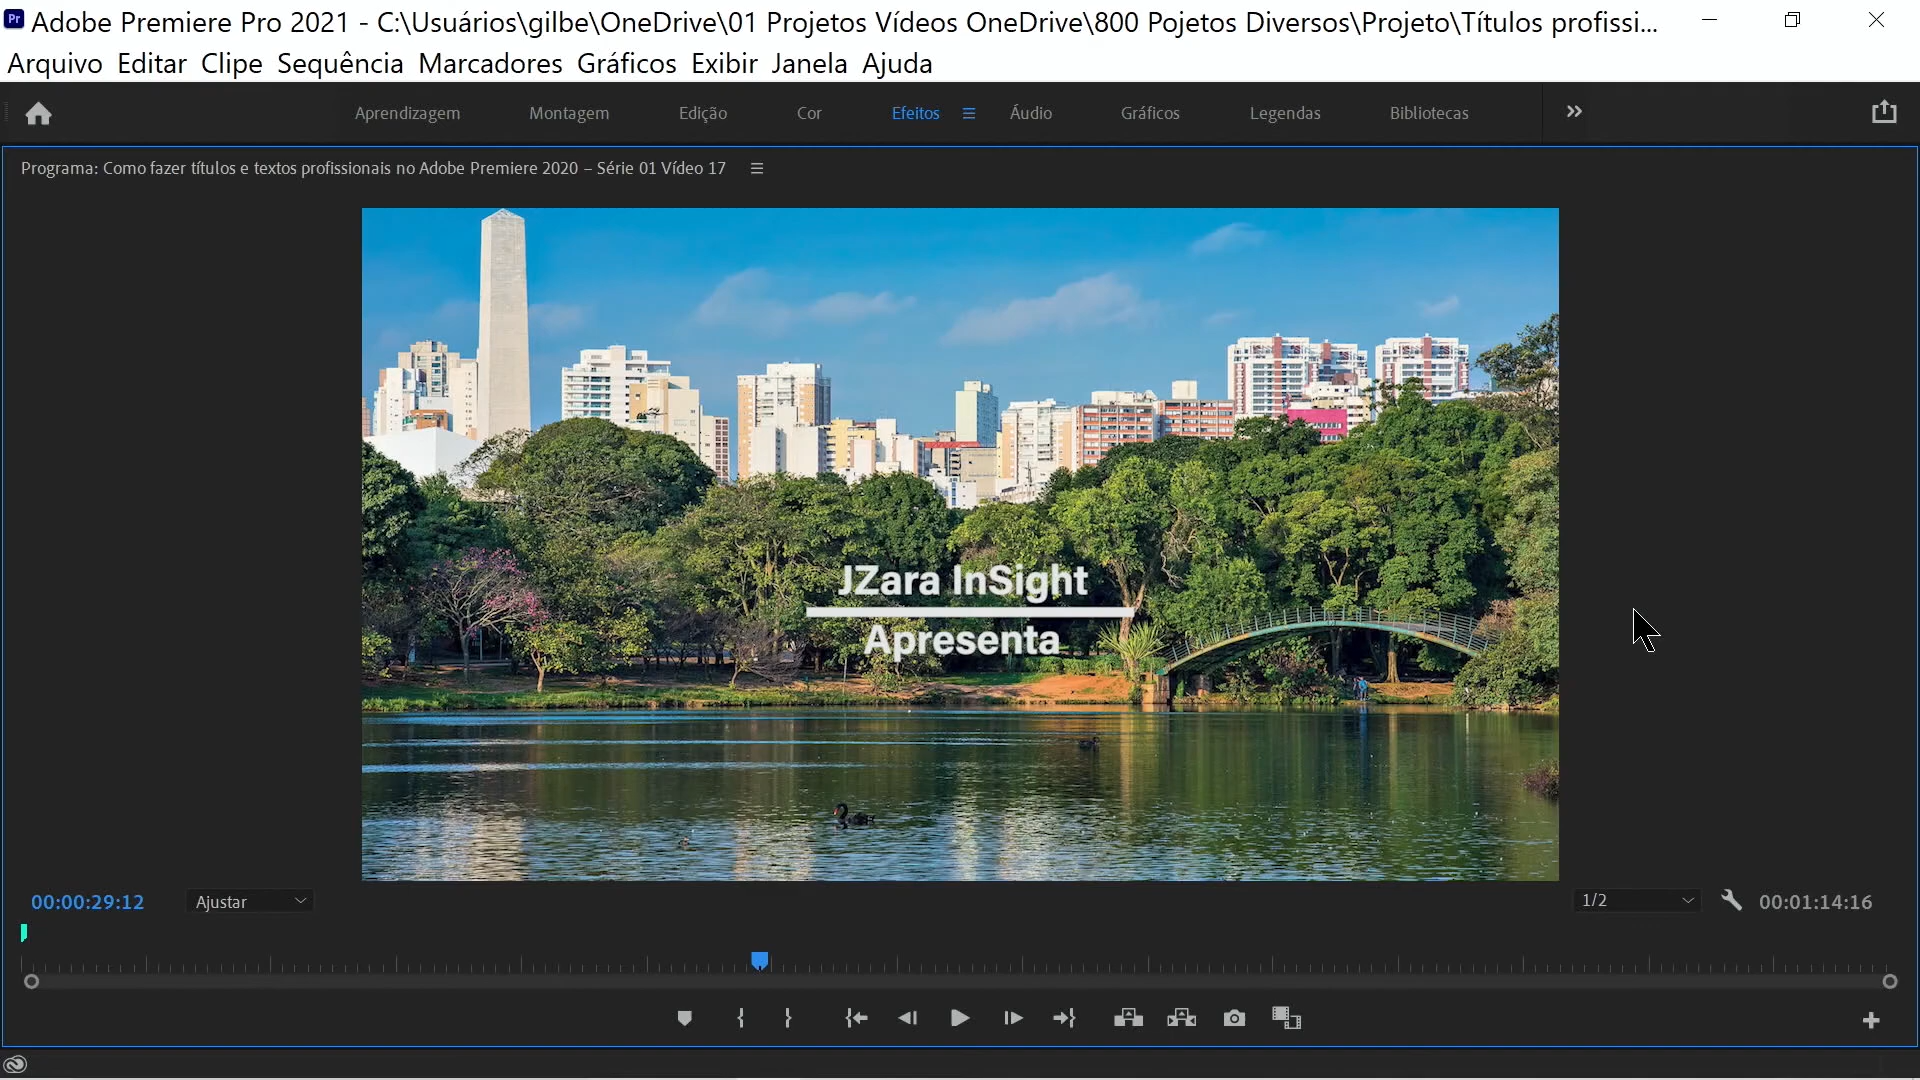 Pr Adobe Premiere Pro 2021 - C:\Usuários\gilbe\OneDrive\01 Projetos Vídeos OneDrive\800 Pojetos Diversos\Projeto\Títulos profissi...
Arquivo Editar Clipe Sequência Marcadores Gráficos Exibir Janela Ajuda
Aprendizagem Montagem Edição Cor Efeitos Áudio Gráficos Legendas Bibliotecas
Programa: Como fazer títulos e textos profissionais no Adobe Premiere 2020 – Série 01 Vídeo 17
JZara InSight
Apresenta
00:00:29:12 Ajustar 1/2 00:01:14:16